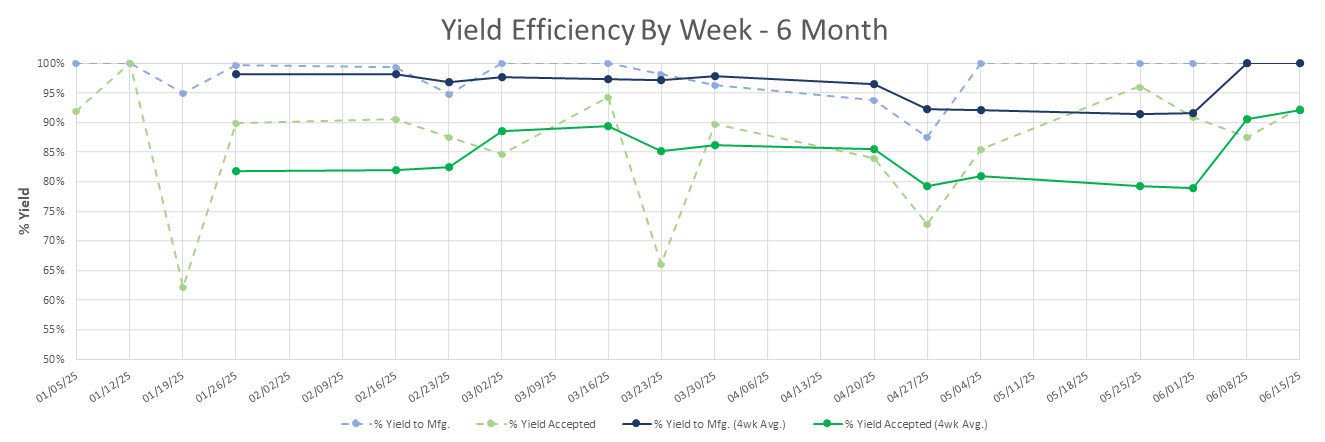 Yield Efficiency By Week - 6 Month
% Yield
100%
95%
90%
85%
80%
75%
70%
65%
60%
55%
50%
01/05/25 01/12/25 01/19/25 01/26/25 02/02/25 02/09/25 02/16/25 02/23/25 03/02/25 03/09/25 03/16/25 03/23/25 03/30/25 04/06/25 04/13/25 04/20/25 04/27/25 05/04/25 05/11/25 05/18/25 05/25/25 06/01/25 06/08/25 06/15/25
% Yield to Mfg. % Yield Accepted % Yield to Mfg. (4wk Avg.) % Yield Accepted (4wk Avg.)